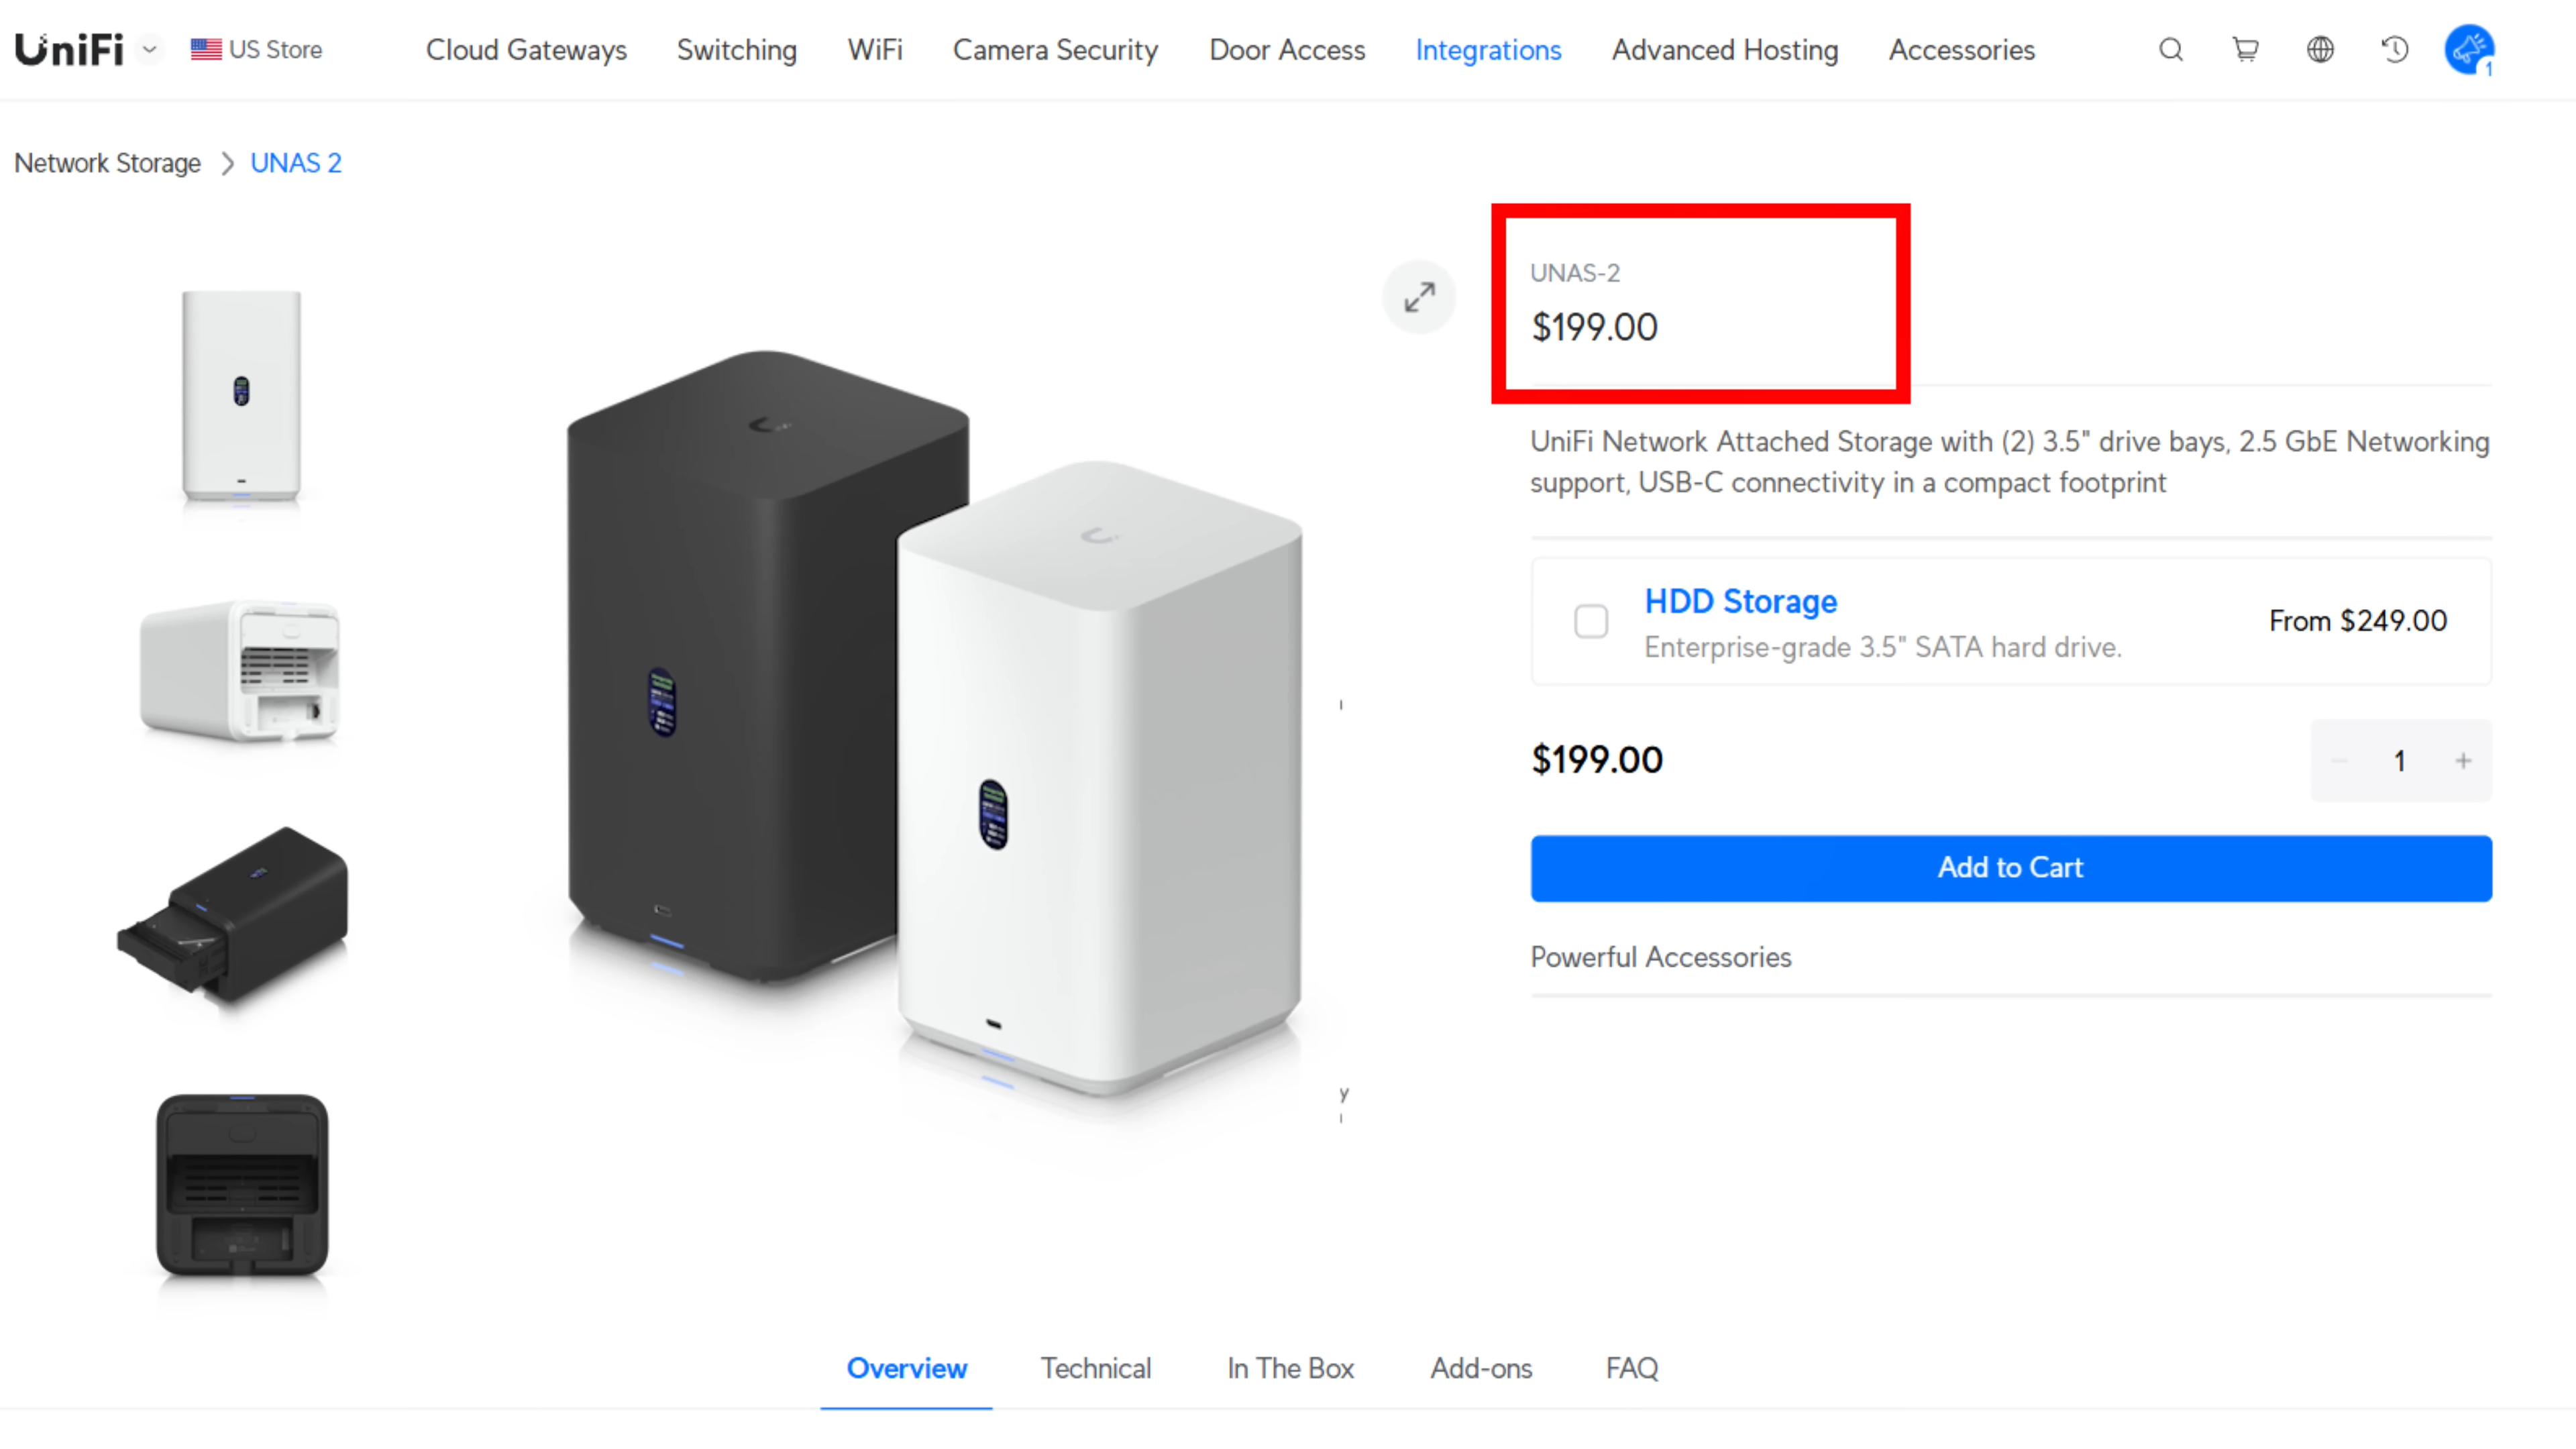 UniFi
US Store
Cloud Gateways
Switching
WiFi
Camera Security
Door Access
Integrations
Advanced Hosting
Accessories
1
Network Storage
UNAS 2
UNAS-2
$199.00
UniFi Network Attached Storage with (2) 3.5" drive bays, 2.5 GbE Networking
support, USB-C connectivity in a compact footprint
HDD Storage
Enterprise-grade 3.5" SATA hard drive.
From $249.00
$199.00
− 1 +
Add to Cart
Powerful Accessories
y
Overview
Technical
In The Box
Add-ons
FAQ